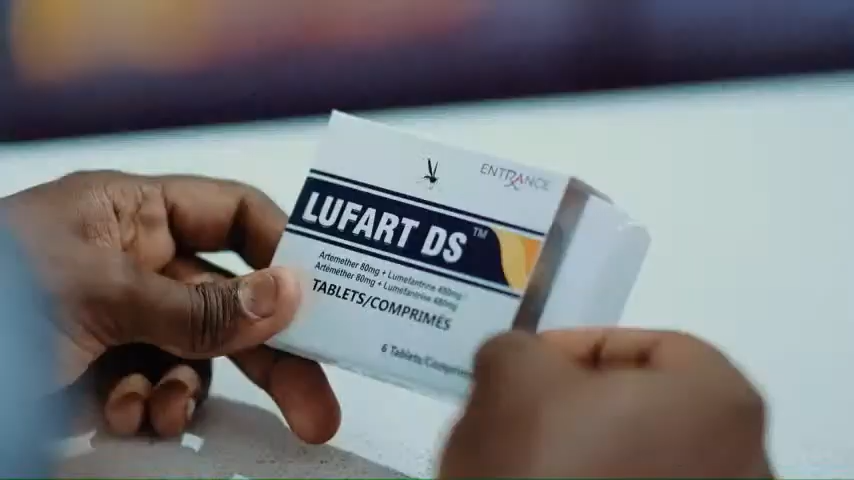 ENTRANCE
LUFART DS™
Artemether 80mg + Lumefantrine 480mg
Artéméther 80mg + Luméfantrine 480mg
TABLETS/COMPRIMÉS
6 Tablets/Comprimés